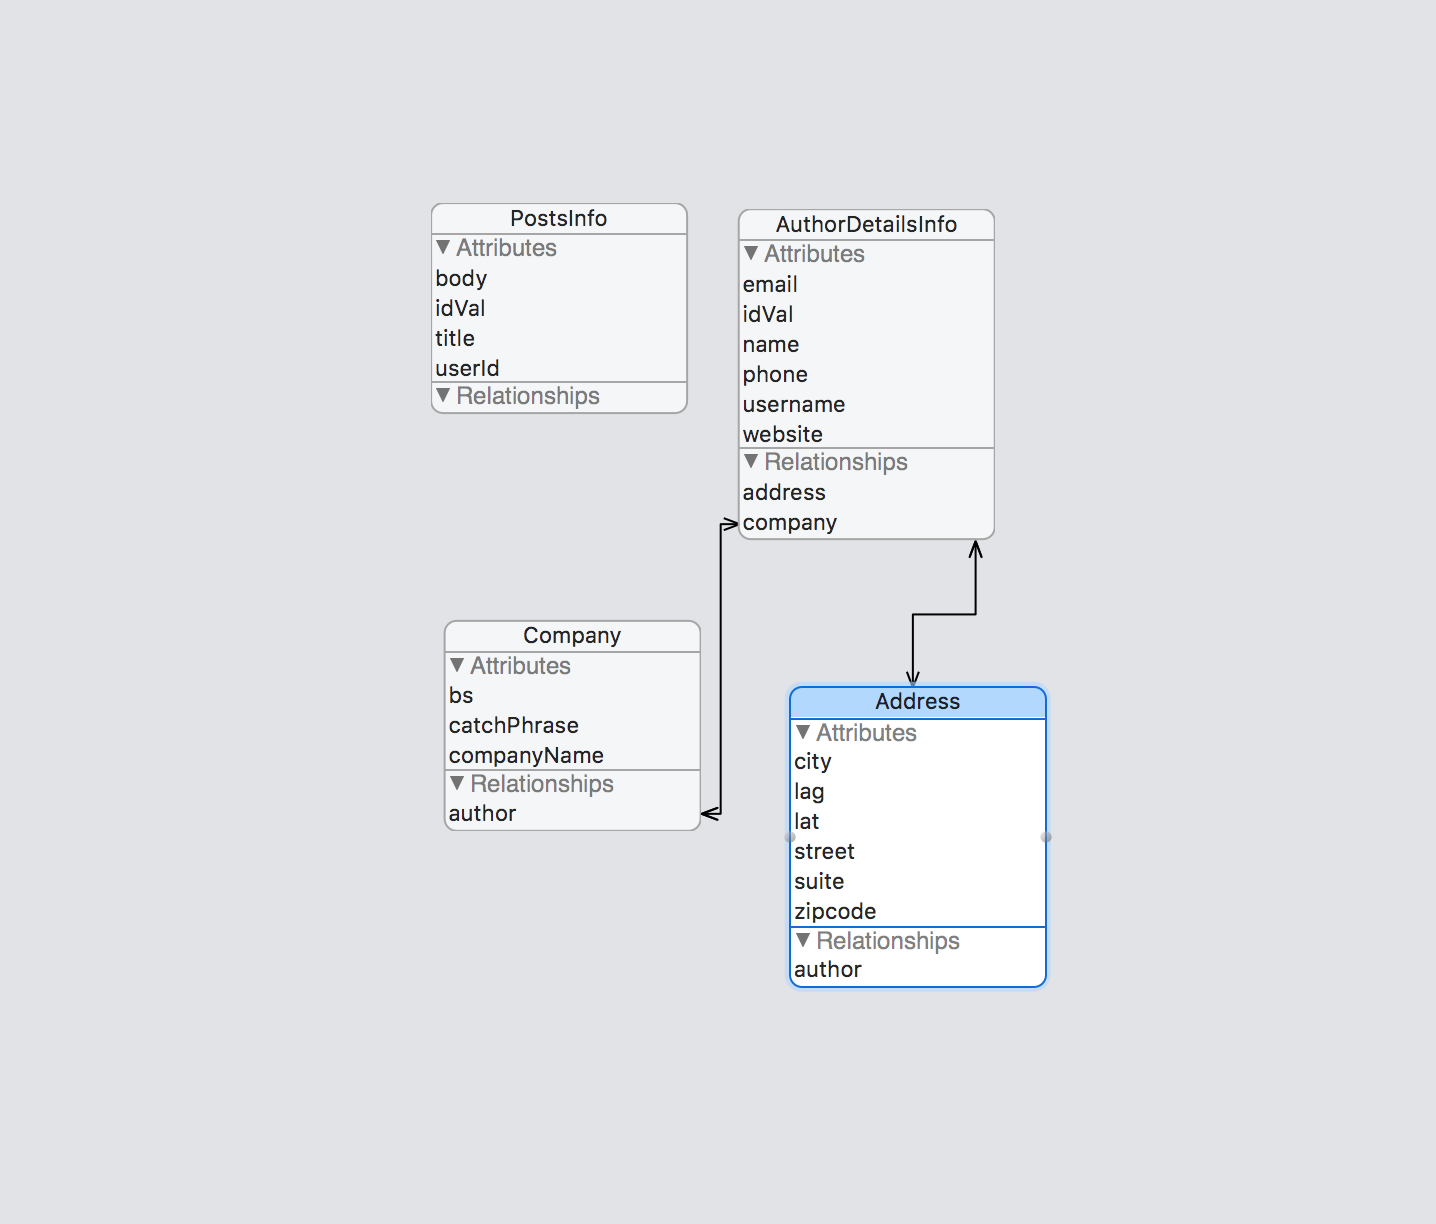 PostsInfo
Attributes
body
idVal
title
userId
Relationships
AuthorDetailsInfo
Attributes
email
idVal
name
phone
username
website
Relationships
address
company
Company
Attributes
bs
catchPhrase
companyName
Relationships
author
Address
Attributes
city
lag
lat
street
suite
zipcode
Relationships
author